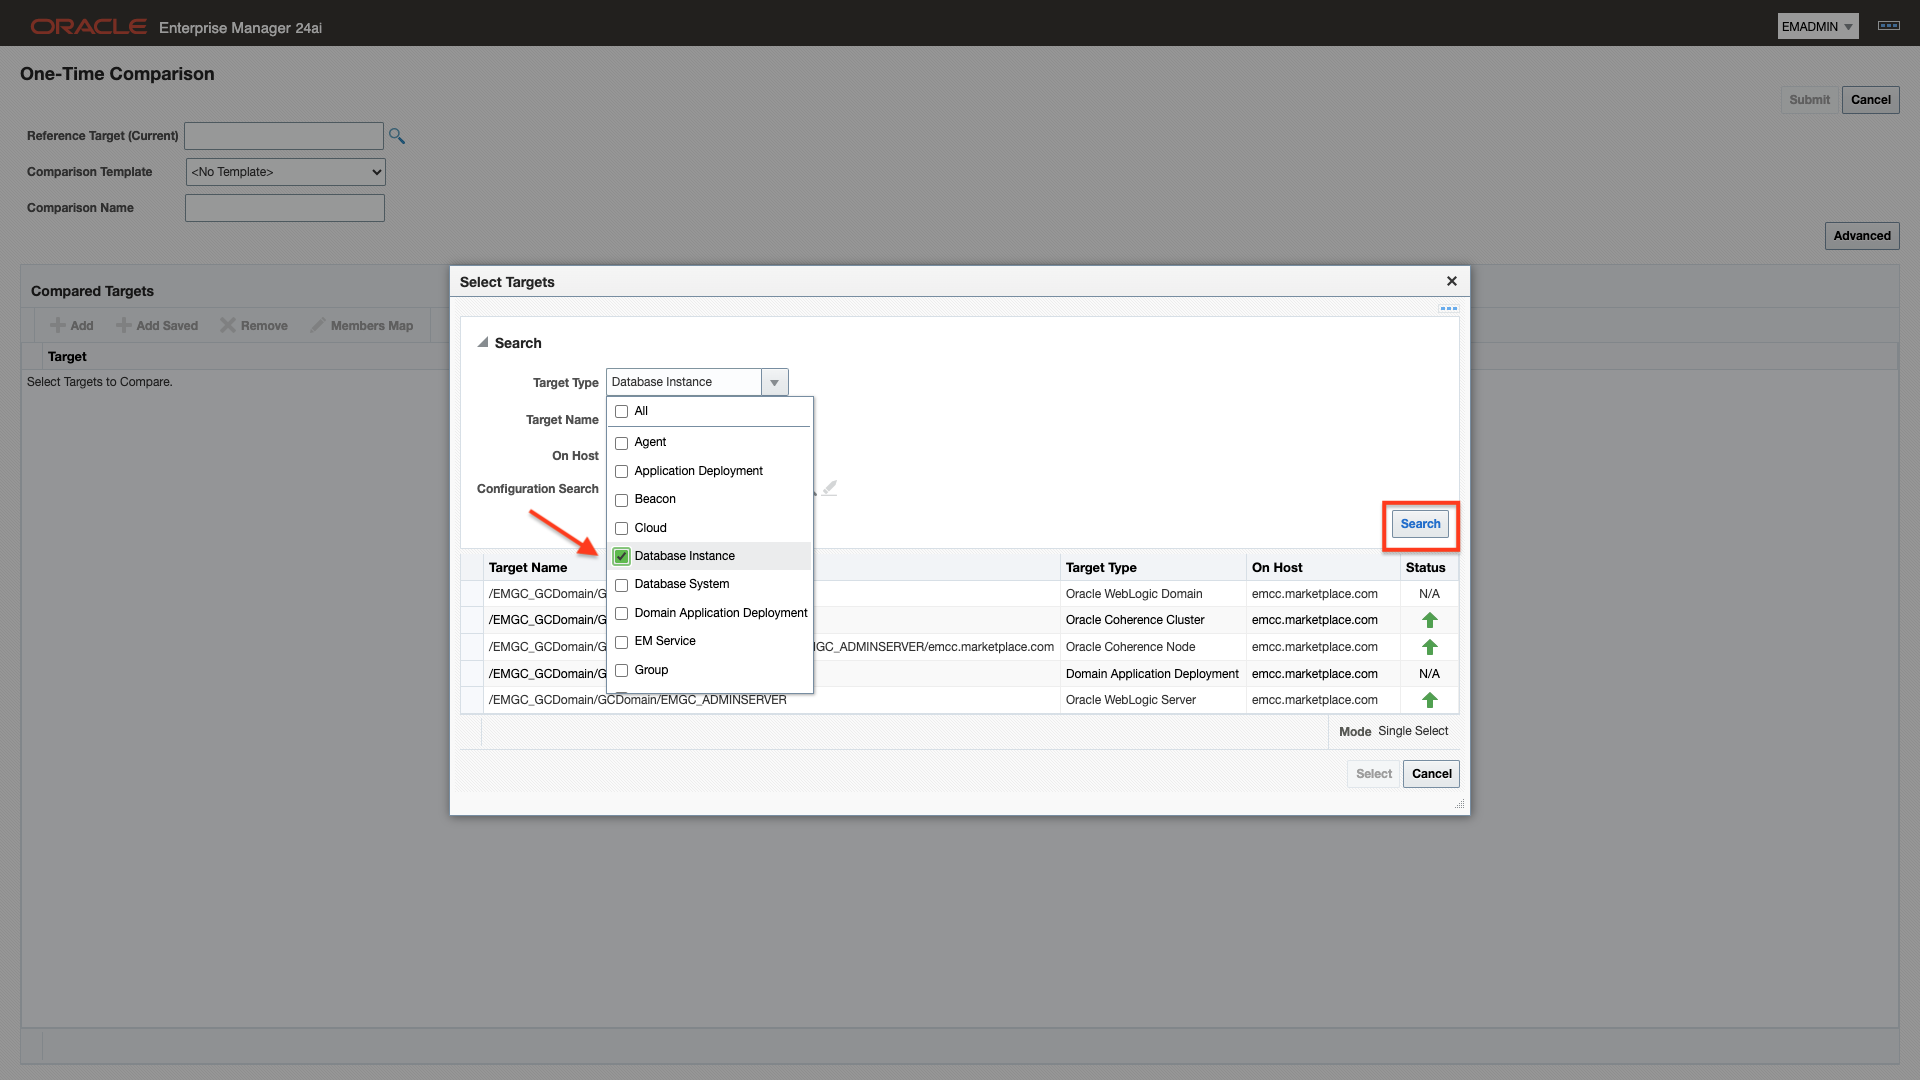 ORACLE Enterprise Manager 24ai
EMADMIN
One-Time Comparison
Submit Cancel
Reference Target (Current)
Comparison Template <No Template>
Comparison Name
Advanced
Compared Targets
Add Add Saved Remove Members Map
Target
Select Targets to Compare.
Select Targets
Search
Target Type Database Instance
Target Name
On Host
Configuration Search
All
Agent
Application Deployment
Beacon
Cloud
Database Instance
Database System
Domain Application Deployment
EM Service
Group
Search
Target Name Target Type On Host Status
/EMGC_GCDomain/G Oracle WebLogic Domain emcc.marketplace.com N/A
/EMGC_GCDomain/G Oracle Coherence Cluster emcc.marketplace.com
/EMGC_GCDomain/G GC_ADMINSERVER/emcc.marketplace.com Oracle Coherence Node emcc.marketplace.com
/EMGC_GCDomain/G Domain Application Deployment emcc.marketplace.com N/A
/EMGC_GCDomain/GCDomain/EMGC_ADMINSERVER Oracle WebLogic Server emcc.marketplace.com
Mode Single Select
Select Cancel